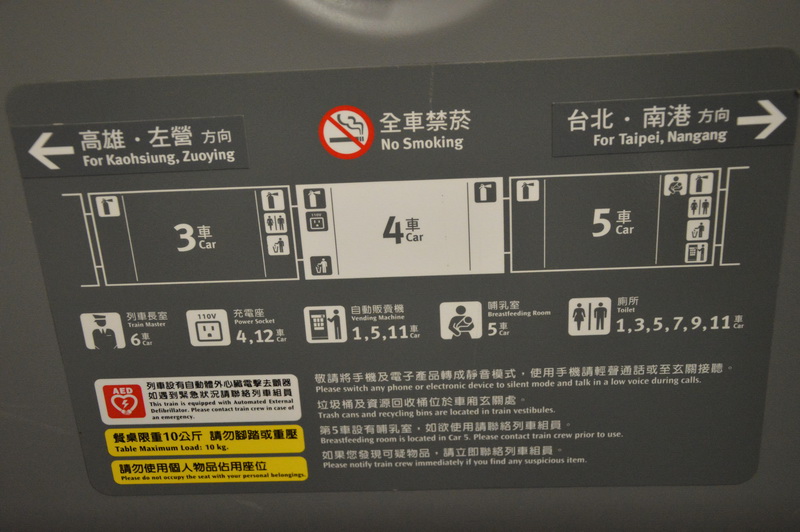 高雄・左營 方向
For Kaohsiung, Zuoying
全車禁菸
No Smoking
台北・南港 方向
For Taipei, Nangang
3車
Car
110V
4車
Car
5車
Car
列車長室
Train Master
6車
Car
110V
充電座
Power Socket
4,12車
Car
自動販賣機
Vending Machine
1,5,11車
Car
哺乳室
Breastfeeding Room
5車
Car
廁所
Toilet
1,3,5,7,9,11車
Car
AED
列車設有自動體外心臟電擊去顫器
如遇到緊急狀況請聯絡列車組員。
This train is equipped with Automated External
Defibrillator. Please contact train crew in case of
an emergency.
餐桌限重10公斤 請勿腳踏或重壓
Table Maximum Load: 10 kg.
請勿使用個人物品佔用座位
Please do not occupy the seat with your personal belongings.
敬請將手機及電子產品轉成靜音模式，使用手機請輕聲通話或至玄關接聽。
Please switch any phone or electronic device to silent mode and talk in a low voice during calls.
垃圾桶及資源回收桶位於車廂玄關處。
Trash cans and recycling bins are located in train vestibules.
第5車設有哺乳室，如欲使用請聯絡列車組員。
Breastfeeding room is located in Car 5. Please contact train crew prior to use.
如果您發現可疑物品，請立即聯絡列車組員。
Please notify train crew immediately if you find any suspicious item.